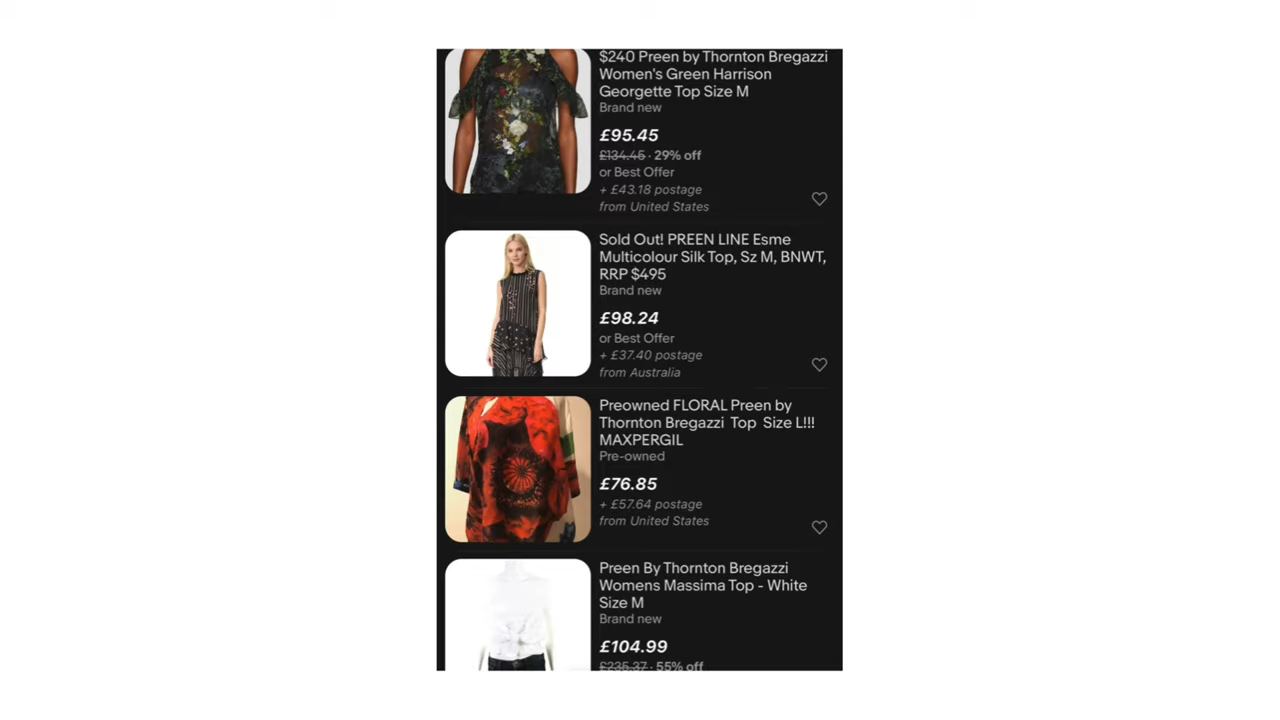 $240 Preen by Thornton Bregazzi
Women's Green Harrison
Georgette Top Size M
Brand new
£95.45
£134.45 · 29% off
or Best Offer
+ £43.18 postage
from United States
Sold Out! PREEN LINE Esme
Multicolour Silk Top, Sz M, BNWT,
RRP $495
Brand new
£98.24
or Best Offer
+ £37.40 postage
from Australia
Preowned FLORAL Preen by
Thornton Bregazzi Top Size L!!!
MAXPERGIL
Pre-owned
£76.85
+ £57.64 postage
from United States
Preen By Thornton Bregazzi
Womens Massima Top - White
Size M
Brand new
£104.99
£235.37 · 55% off